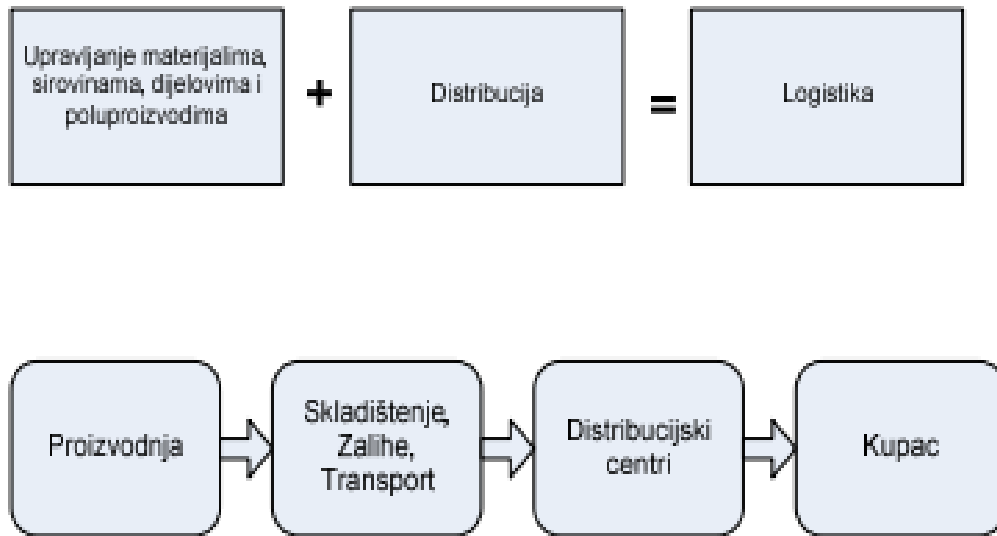 Upravljanje materijalima,
sirovinama, dijelovima i
poluproizvodima
+
Distribucija
=
Logistika
Proizvodnja
Skladištenje,
Zalihe,
Transport
Distribucijski
centri
Kupac